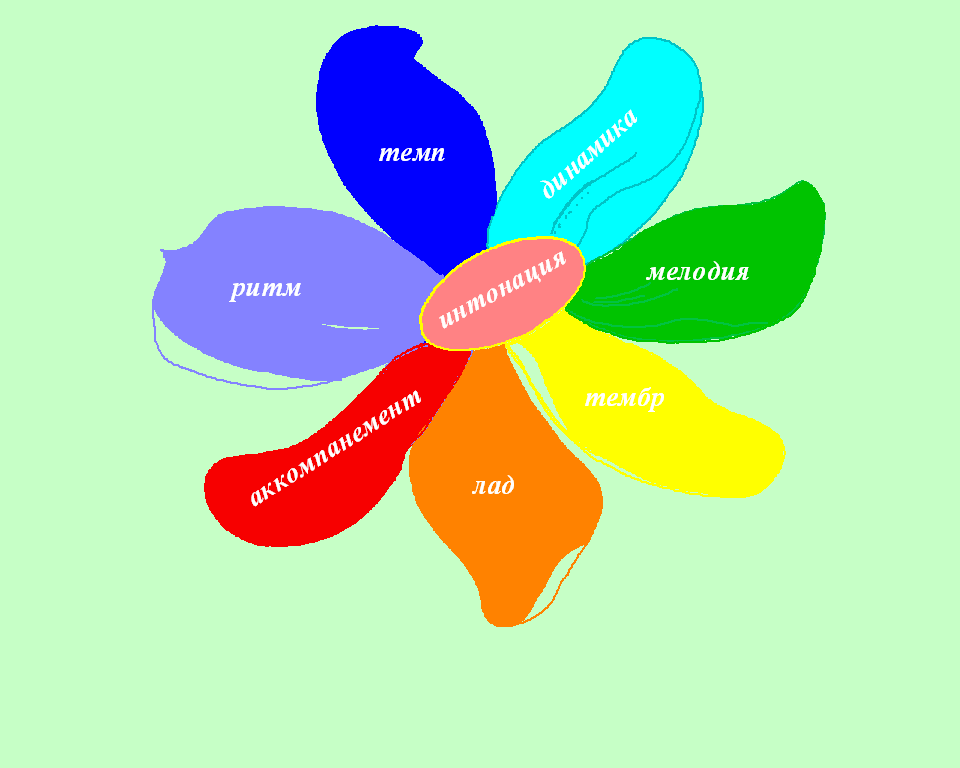 темп
динамика
мелодия
ритм
интонация
тембр
аккомпанемент
лад